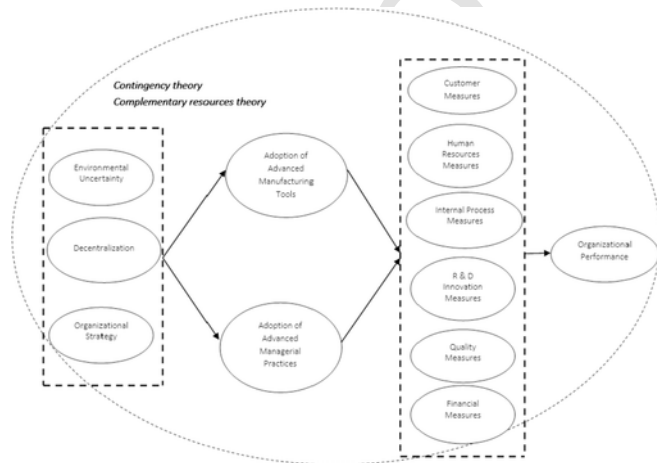 Contingency theory
Complementary resources theory
Environmental
Uncertainty
Decentralization
Organizational
Strategy
Adoption of
Advanced
Manufacturing
Tools
Adoption of
Advanced
Managerial
Practices
Customer
Measures
Human
Resources
Measures
Internal Process
Measures
R & D
Innovation
Measures
Quality
Measures
Financial
Measures
Organizational
Performance